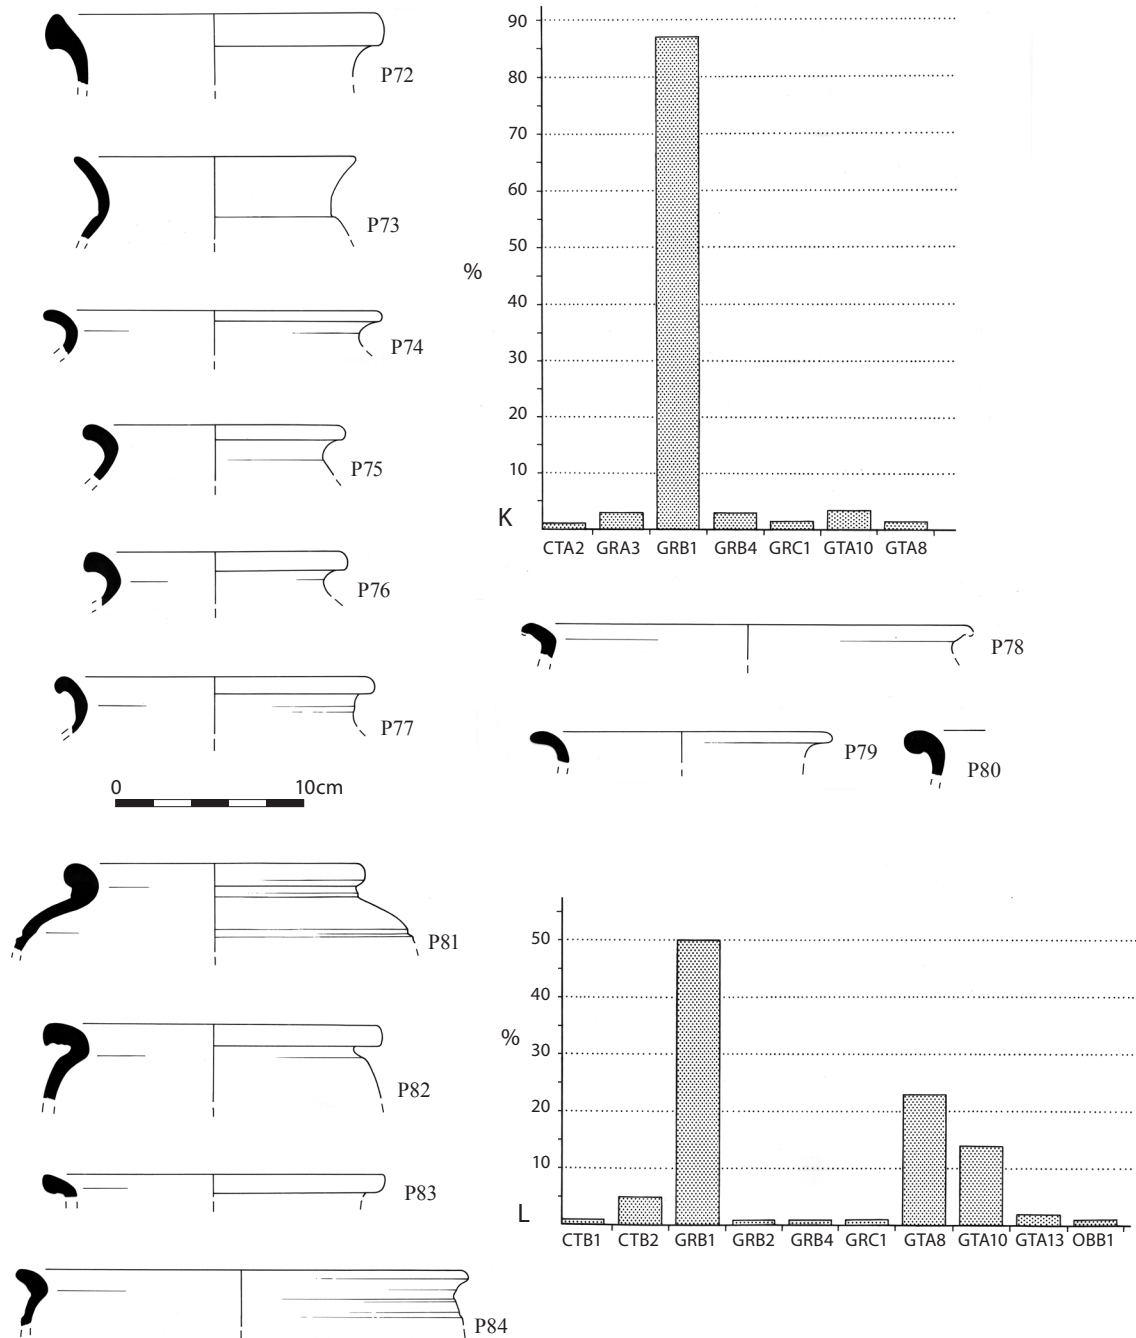 P72
P73
P74
P75
P76
P77
0 10cm
90
80
70
60
50
%
40
30
20
10
K
CTA2 GRA3 GRB1 GRB4 GRC1 GTA10 GTA8
P78
P79
P80
P81
P82
P83
P84
50
40
%
30
20
10
L
CTB1 CTB2 GRB1 GRB2 GRB4 GRC1 GTA8 GTA10 GTA13 OBB1